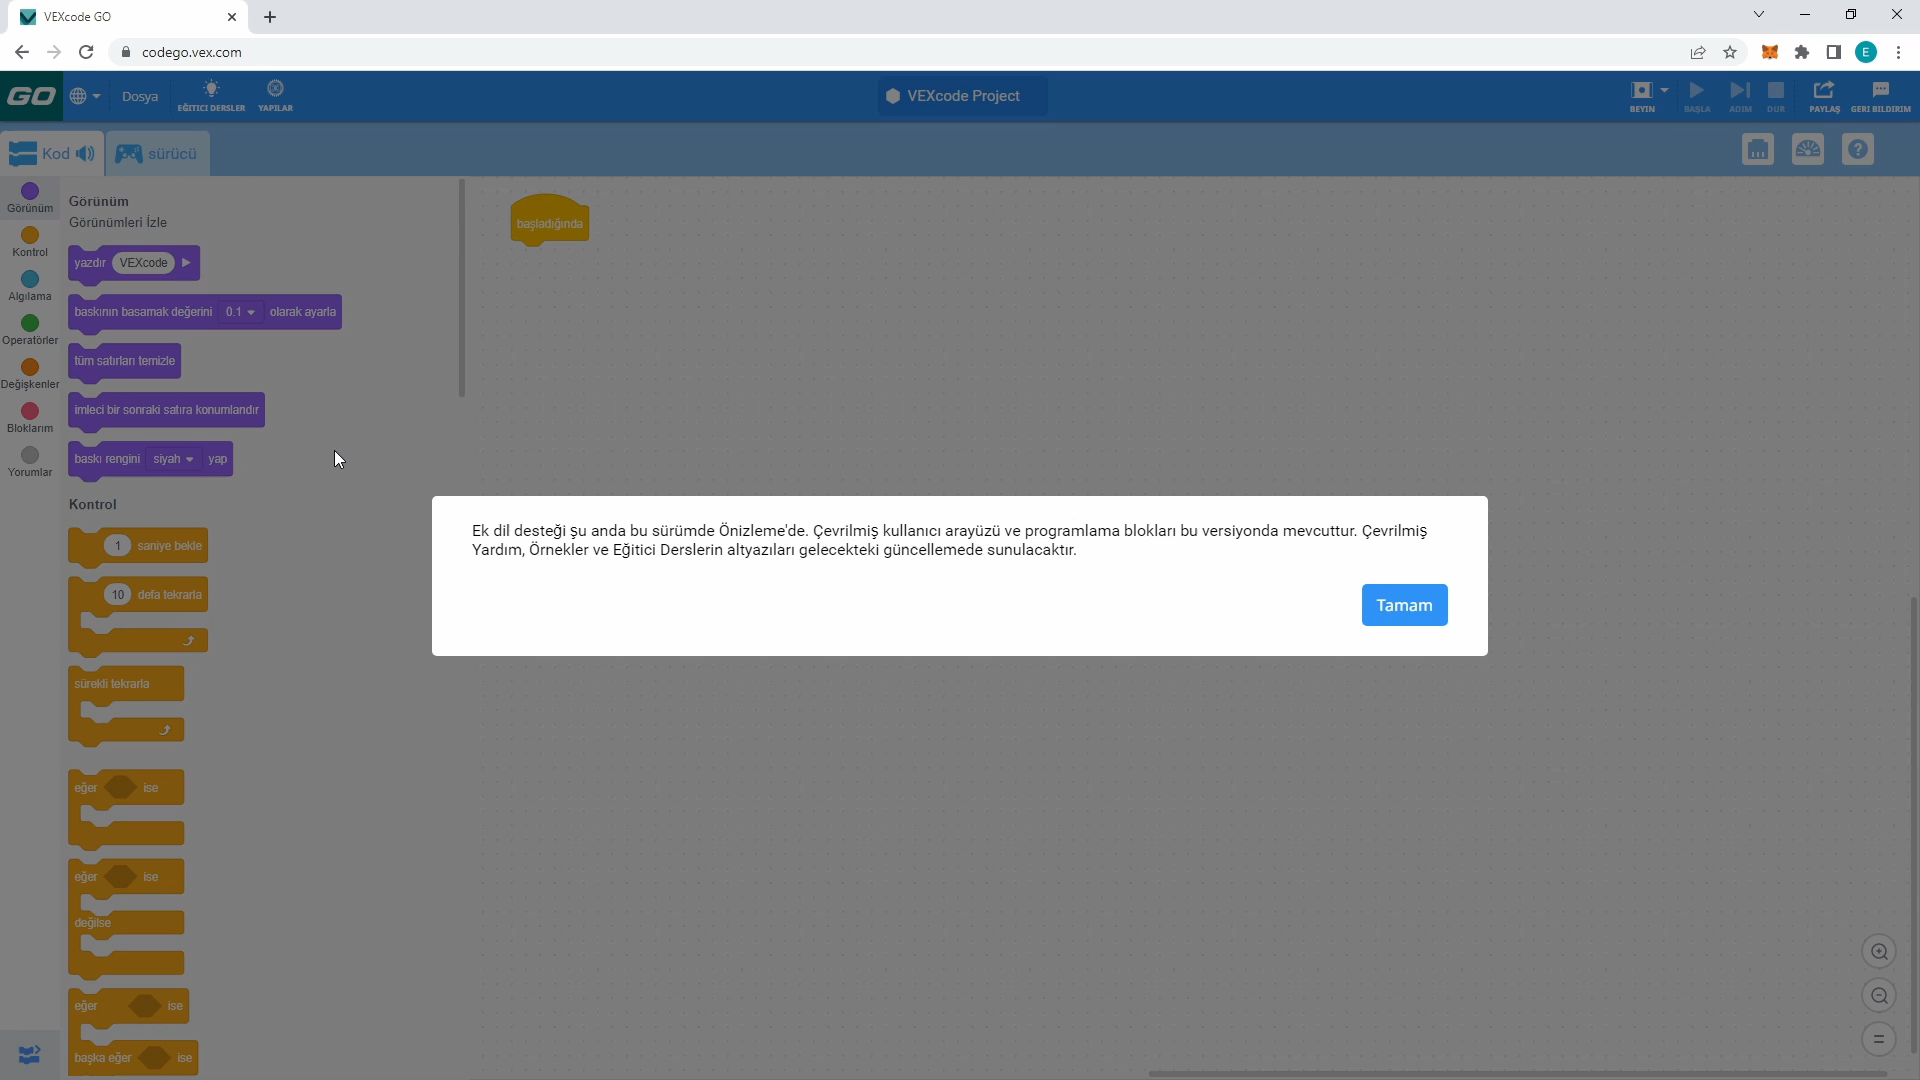 VEXcode GO
codego.vex.com
E
GO
Dosya
EĞİTİCİ DERSLER
YAPILAR
VEXcode Project
BEYIN
BAŞLA
ADIM
DUR
PAYLAŞ
GERI BILDIRIM
Kod
sürücü
Görünüm
Kontrol
Algılama
Operatörler
Değişkenler
Bloklarım
Yorumlar
Görünüm
Görünümleri İzle
yazdır VEXcode
baskının basamak değerini 0.1 olarak ayarla
tüm satırları temizle
imleci bir sonraki satıra konumlandır
baskı rengini siyah yap
Kontrol
1 saniye bekle
10 defa tekrarla
sürekli tekrarla
eğer ise
eğer ise
değilse
eğer ise
başka eğer ise
başladığında
Ek dil desteği şu anda bu sürümde Önizleme'de. Çevrilmiş kullanıcı arayüzü ve programlama blokları bu versiyonda mevcuttur. Çevrilmiş
Yardım, Örnekler ve Eğitici Derslerin altyazıları gelecekteki güncellemede sunulacaktır.
Tamam